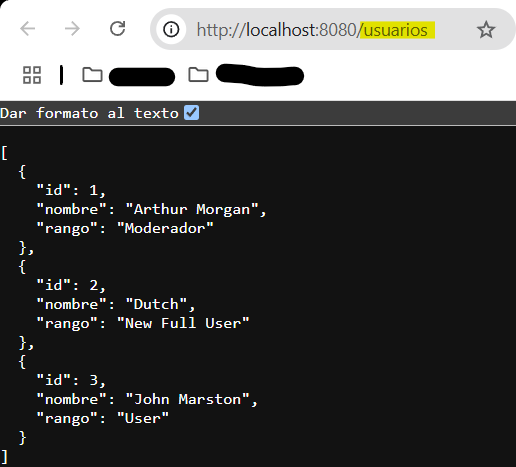 http://localhost:8080/usuarios
Dar formato al texto
[
  {
    "id": 1,
    "nombre": "Arthur Morgan",
    "rango": "Moderador"
  },
  {
    "id": 2,
    "nombre": "Dutch",
    "rango": "New Full User"
  },
  {
    "id": 3,
    "nombre": "John Marston",
    "rango": "User"
  }
]